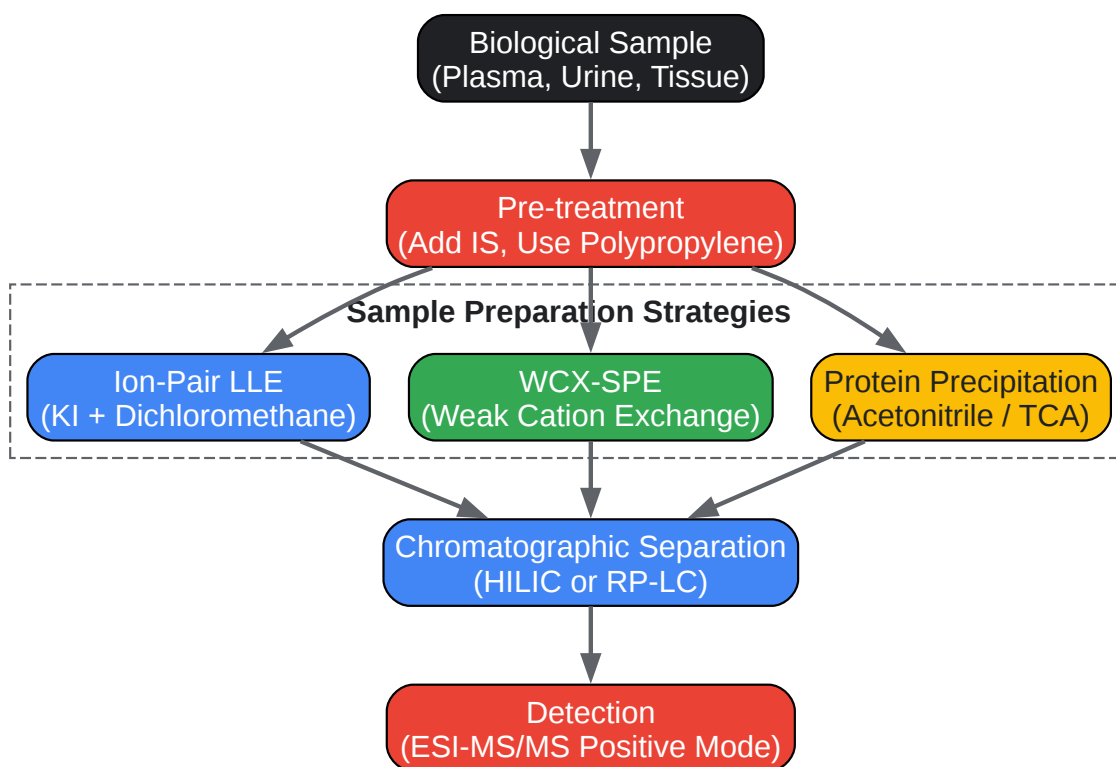 Biological Sample
(Plasma, Urine, Tissue)
Pre-treatment
(Add IS, Use Polypropylene)
Sample Preparation Strategies
Ion-Pair LLE
(KI + Dichloromethane)
WCX-SPE
(Weak Cation Exchange)
Protein Precipitation
(Acetonitrile / TCA)
Chromatographic Separation
(HILIC or RP-LC)
Detection
(ESI-MS/MS Positive Mode)